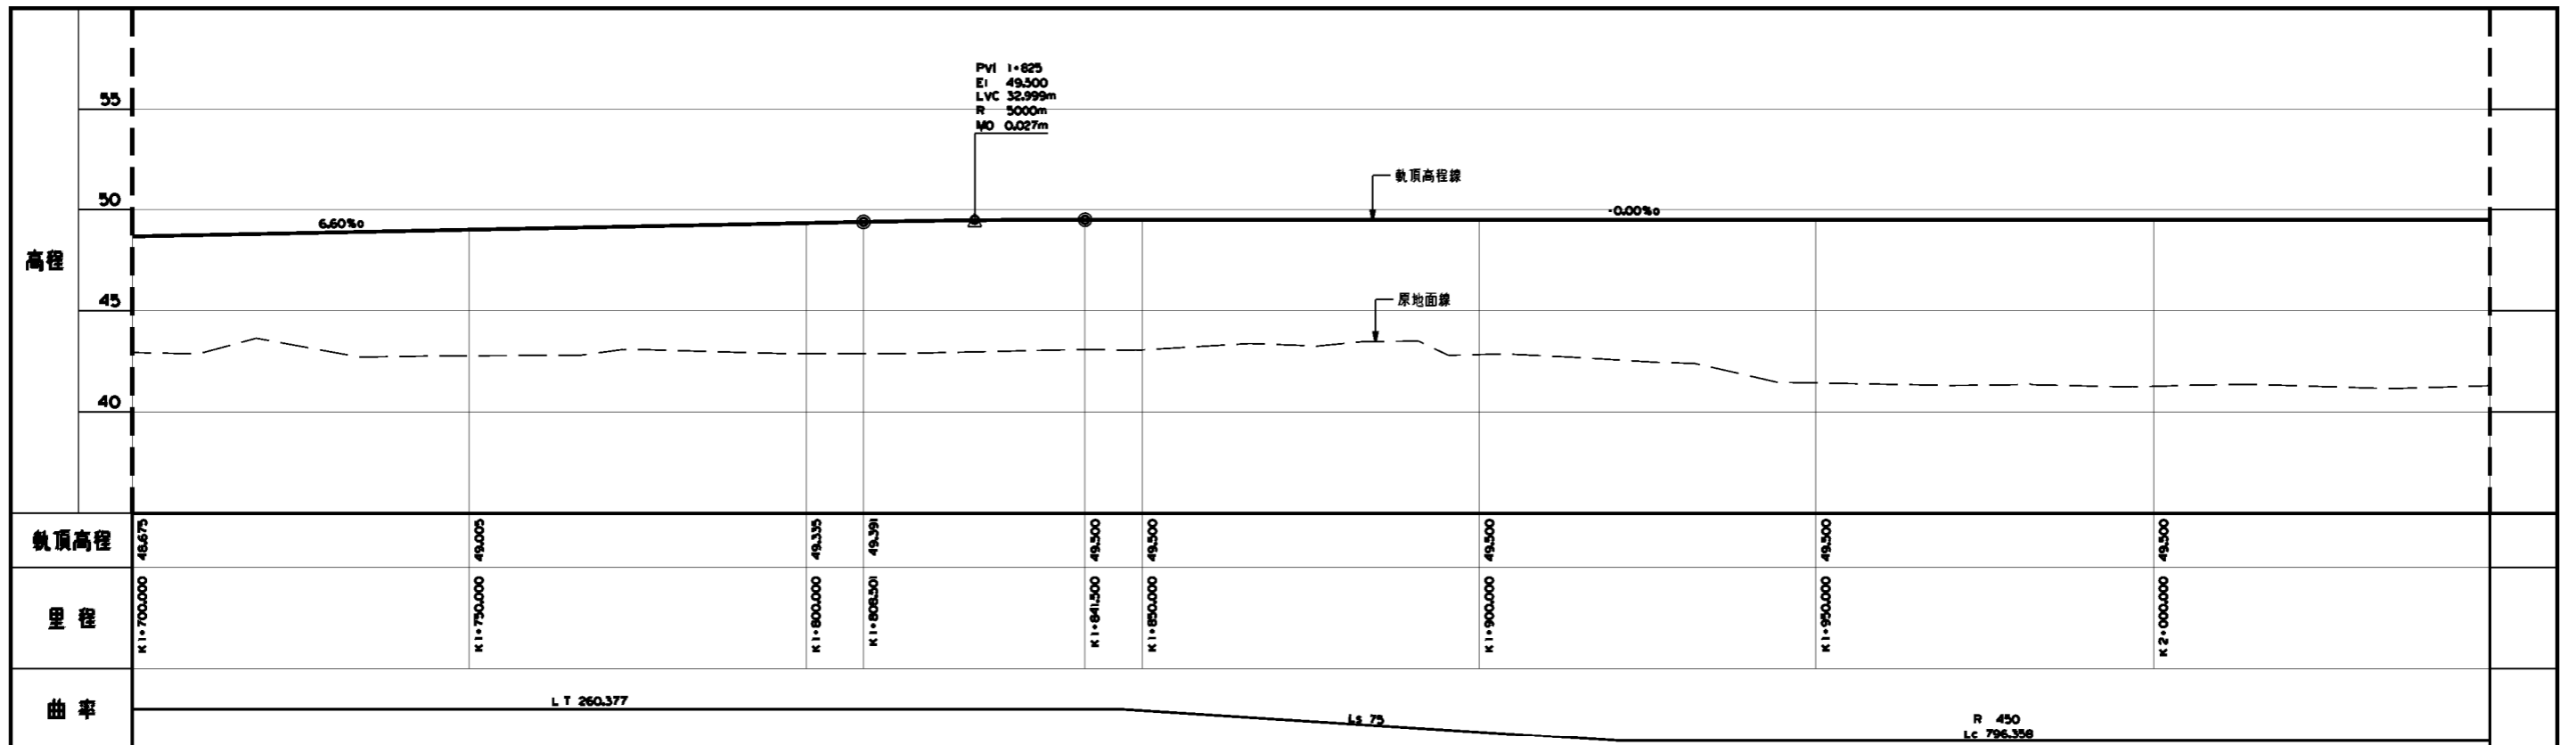 PVI 1+825
El 49.500
LVC 32.999m
R 5000m
MO 0.027m
55
50
45
40
高程
6.60%o
-0.00%o
軌頂高程線
原地面線
軌頂高程
48.675
49.005
49.335
49.391
49.500
49.500
49.500
49.500
49.500
里程
K1+700.000
K1+750.000
K1+800.000
K1+808.501
K1+841.500
K1+850.000
K1+900.000
K1+950.000
K2+000.000
曲率
LT 260.377
Ls 75
R 450
Lc 796.358